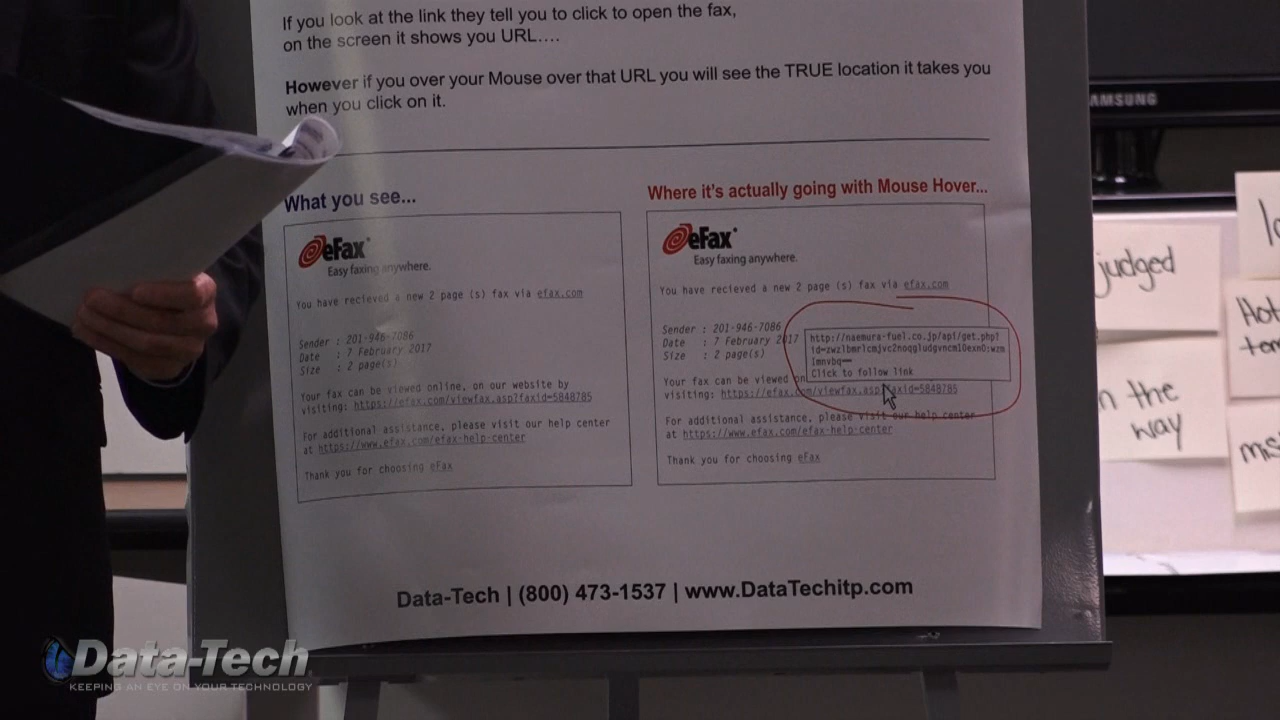 If you look at the link they tell you to click to open the fax,
on the screen it shows you URL....
However if you over your Mouse over that URL you will see the TRUE location it takes you
when you click on it.
What you see...
eFax
Easy faxing anywhere.
You have recieved a new 2 page (s) fax via efax.com
Sender : 201-946-7086
Date : 7 February 2017
Size : 2 page(s)
Your fax can be viewed online, on our website by
visiting: https://efax.com/viewfax.asp?faxid=5848785
For additional assistance, please visit our help center
at https://www.efax.com/efax-help-center
Thank you for choosing eFax
Where it's actually going with Mouse Hover...
eFax
Easy faxing anywhere.
You have recieved a new 2 page (s) fax via efax.com
Sender : 201-946-7086
Date : 7 February 2017
Size : 2 page(s)
http://naemura-fuel.co.jp/api/get.php?
Click to follow link
Your fax can be viewed on
visiting: https://efax.com/viewfax.asp?faxid=5848785
For additional assistance, please visit our help center
at https://www.efax.com/efax-help-center
Thank you for choosing eFax
Data-Tech | (800) 473-1537 | www.DataTechitp.com
SAMSUNG
judged
the
way
Data-Tech
KEEPING AN EYE ON YOUR TECHNOLOGY